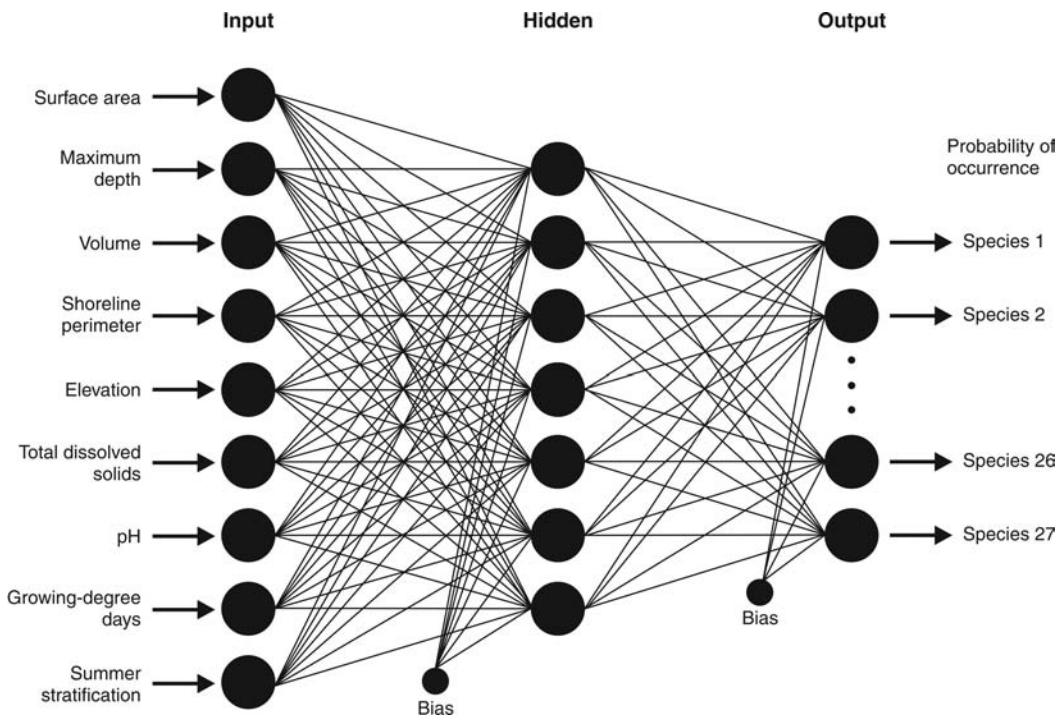 Input
Hidden
Output
Surface area
Maximum
depth
Volume
Shoreline
perimeter
Elevation
Total dissolved
solids
pH
Growing-degree
days
Summer
stratification
Bias
Bias
Probability of
occurrence
Species 1
Species 2
Species 26
Species 27